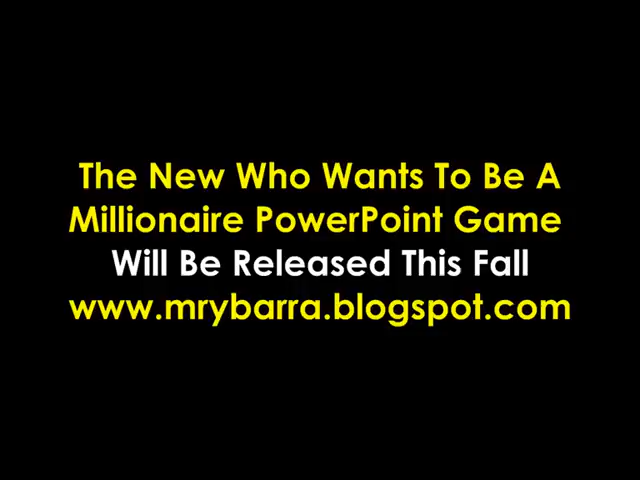 The New Who Wants To Be A
Millionaire PowerPoint Game
Will Be Released This Fall
www.mrybarra.blogspot.com